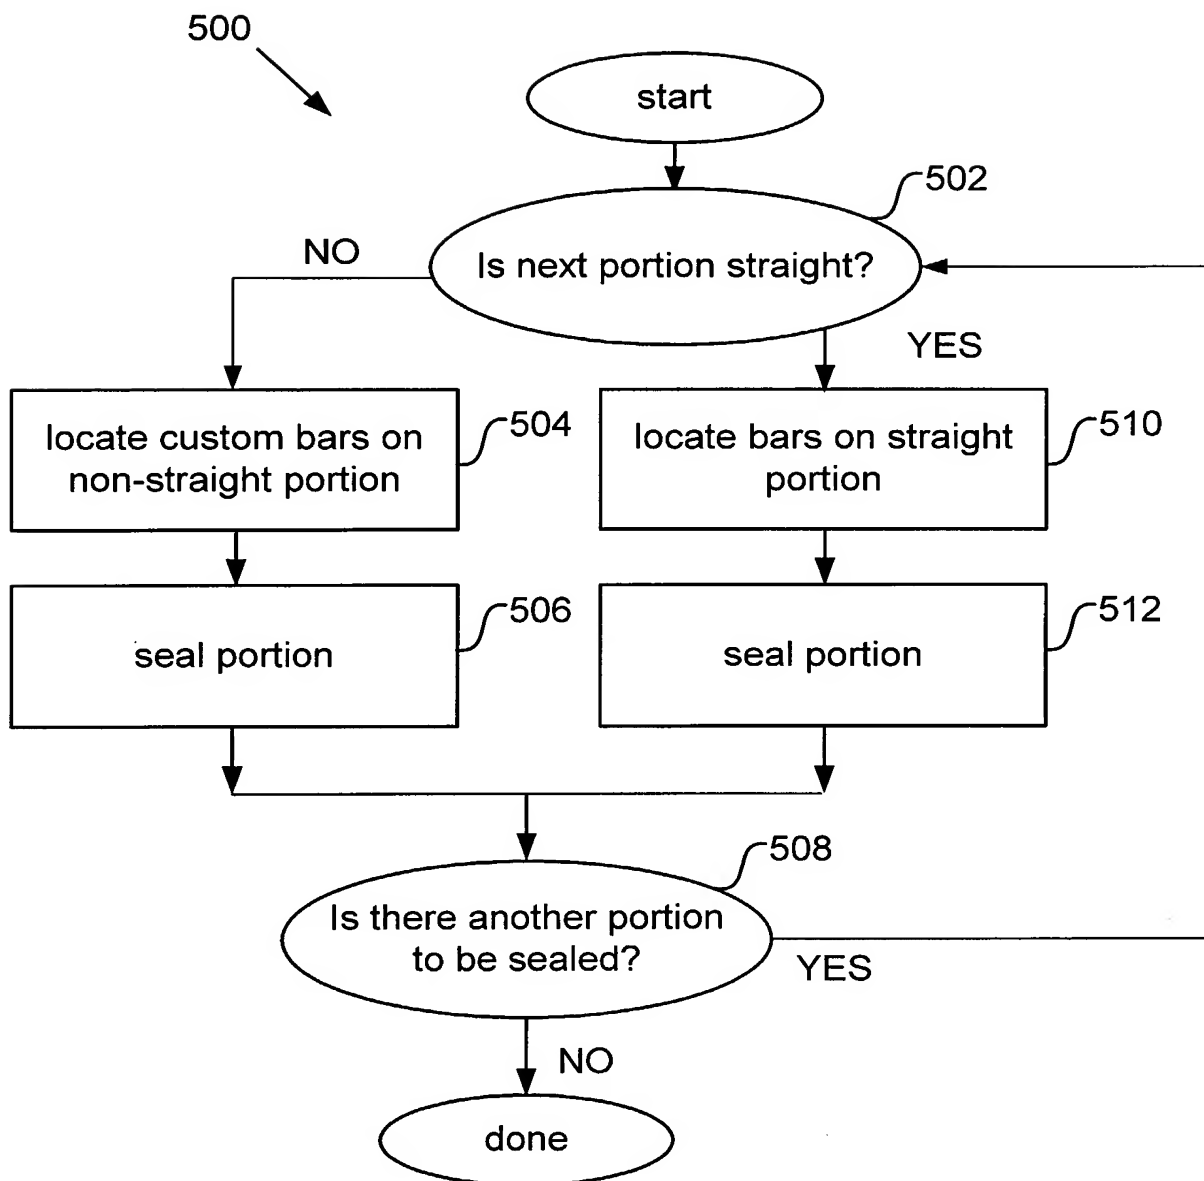 500
start
502
Is next portion straight?
NO
YES
locate custom bars on
non-straight portion
504
locate bars on straight
portion
510
seal portion
506
seal portion
512
508
Is there another portion
to be sealed?
YES
NO
done